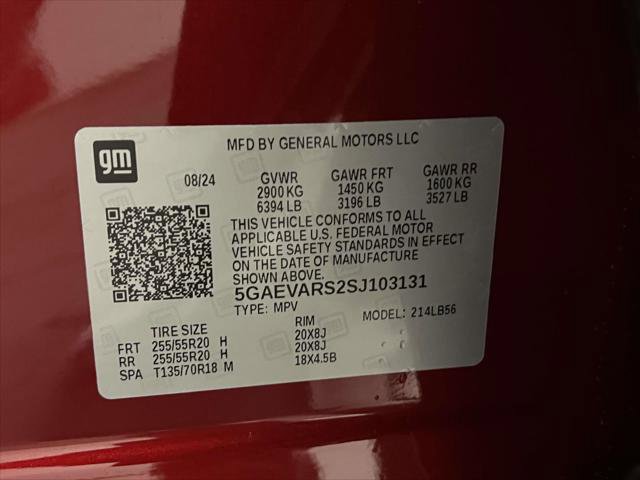 gm
MFD BY GENERAL MOTORS LLC
08/24 GVWR GAWR FRT GAWR RR
2900 KG 1450 KG 1600 KG
6394 LB 3196 LB 3527 LB
THIS VEHICLE CONFORMS TO ALL
APPLICABLE U.S. FEDERAL MOTOR
VEHICLE SAFETY STANDARDS IN EFFECT
ON THE DATE OF MANUFACTURE
SHOWN ABOVE.
5GAEVARS2SJ103131
TYPE: MPV MODEL: 214LB56
TIRE SIZE RIM
FRT 255/55R20 H 20X8J
RR 255/55R20 H 20X8J
SPA T135/70R18 M 18X4.5B